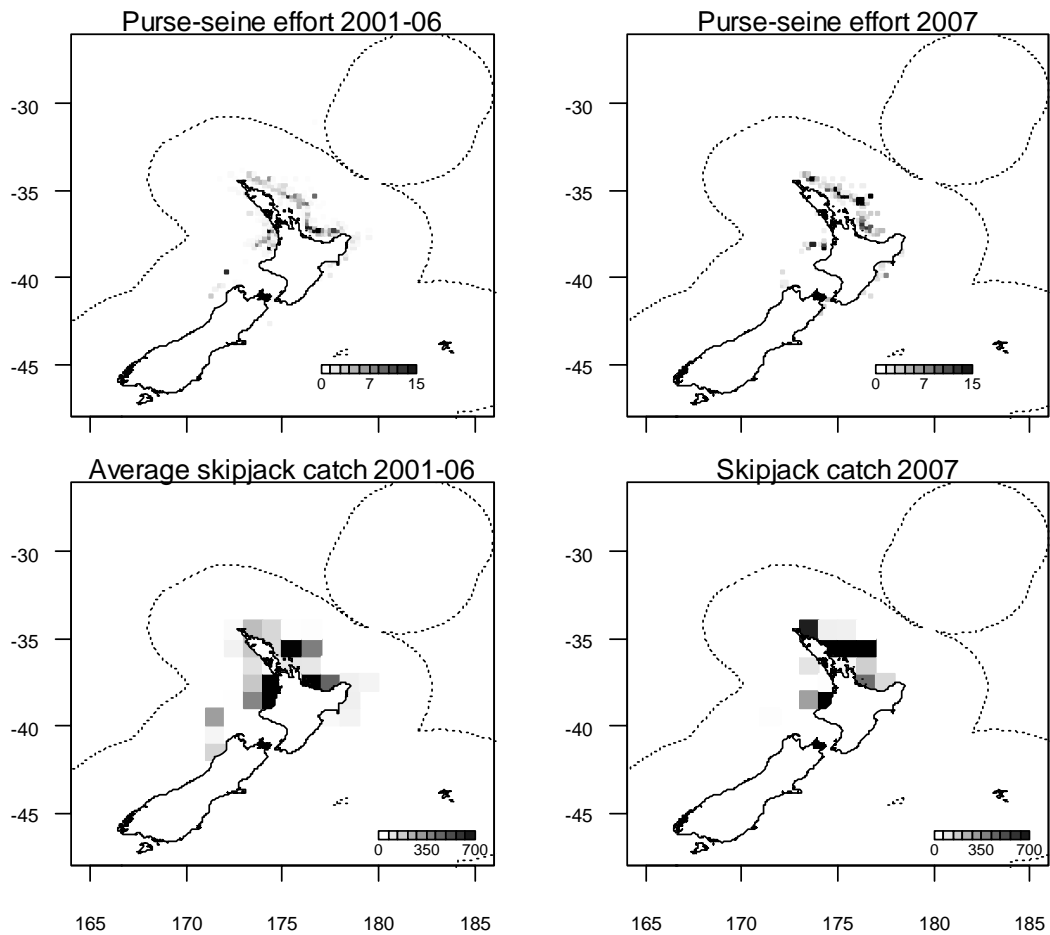 Purse-seine effort 2001-06
Purse-seine effort 2007
-30
-35
-40
-45
0 7 15
-30
-35
-40
-45
0 7 15
Average skipjack catch 2001-06
Skipjack catch 2007
-30
-35
-40
-45
0 350 700
165 170 175 180 185
-30
-35
-40
-45
0 350 700
165 170 175 180 185